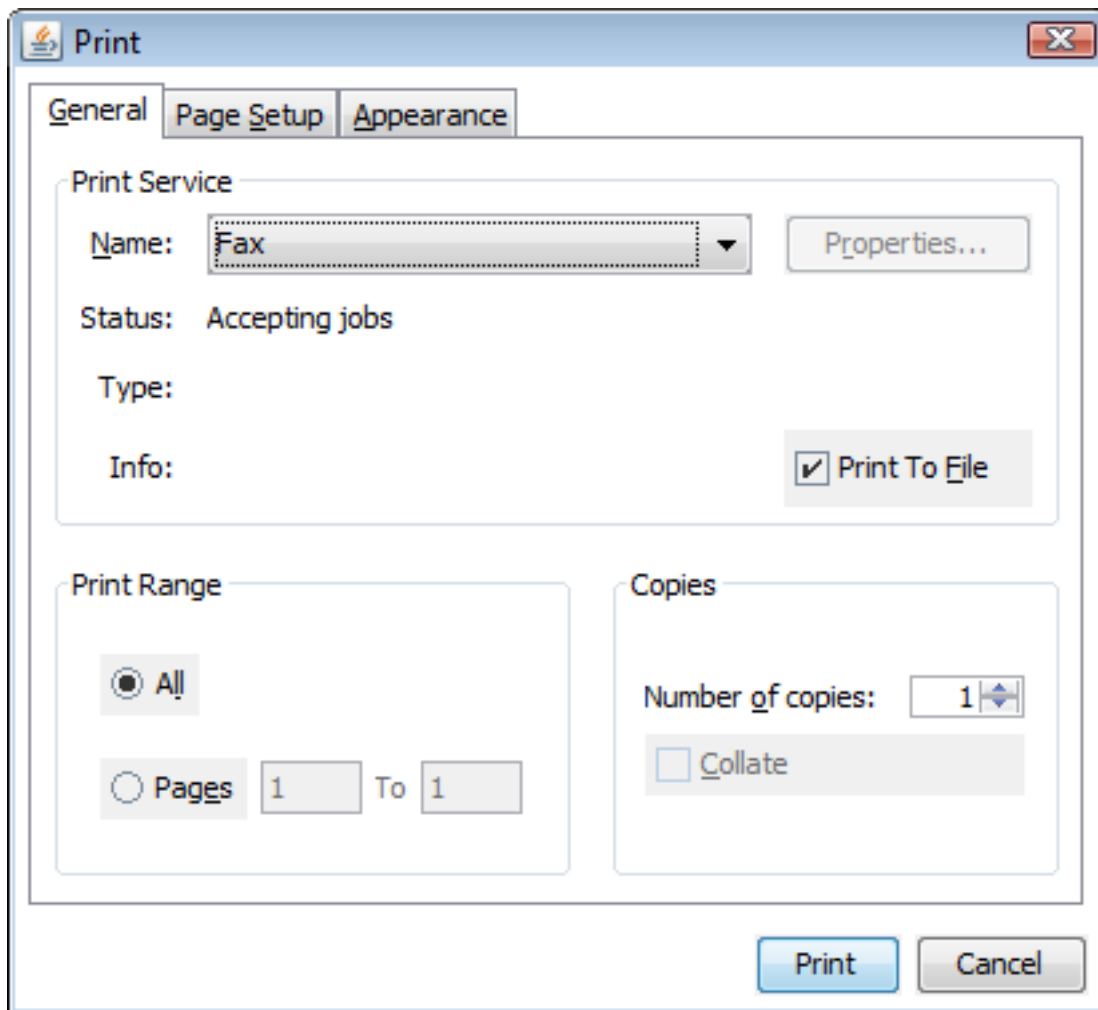 Print
General Page Setup Appearance
Print Service
Name: Fax Properties...
Status: Accepting jobs
Type:
Info: Print To File
Print Range
All
Pages 1 To 1
Copies
Number of copies: 1
Collate
Print Cancel